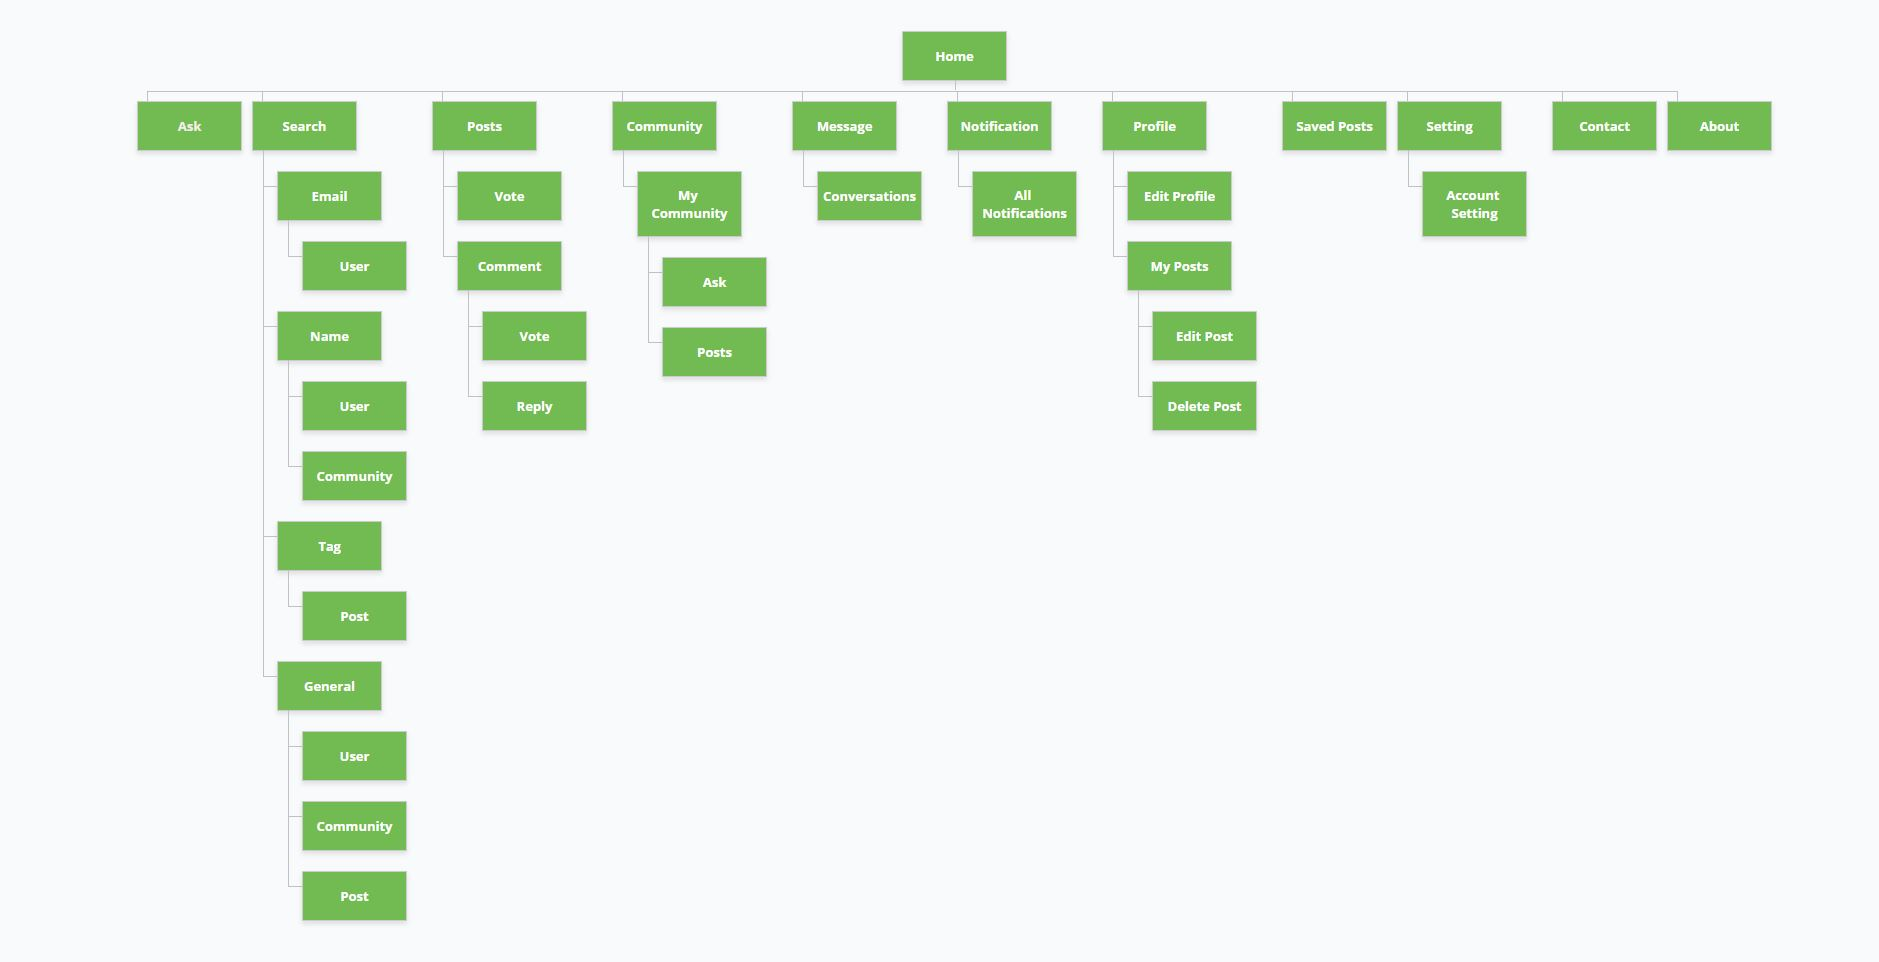 Home
Ask
Search
Posts
Community
Message
Notification
Profile
Saved Posts
Setting
Contact
About
Email
User
Name
User
Community
Tag
Post
General
User
Community
Post
Vote
Comment
Vote
Reply
My
Community
Ask
Posts
Conversations
All
Notifications
Edit Profile
My Posts
Edit Post
Delete Post
Account
Setting